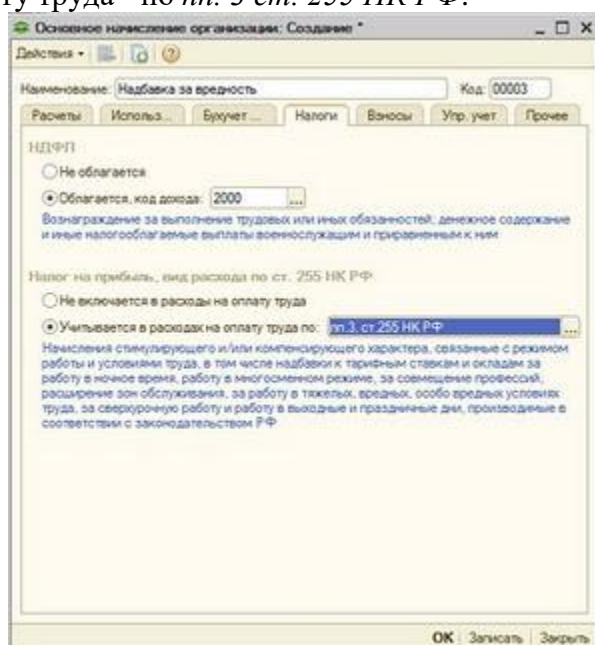 ту труда" по пп. 3 ст. 255 НК РФ.
Основное начисление организации: Создание *
Действия
Наименование: Надбавка за вредность Код: 00003
Расчеты Использ... Бухучет ... Налоги Взносы Упр. учет Прочее
НДФЛ
Не облагается
Облагается, код дохода: 2000 ...
Вознаграждение за выполнение трудовых или иных обязанностей; денежное содержание
и иные налогооблагаемые выплаты военнослужащим и приравненным к ним
Налог на прибыль, вид расхода по ст. 255 НК РФ
Не включается в расходы на оплату труда
Учитывается в расходах на оплату труда по: пп.3, ст.255 НК РФ ...
Начисления стимулирующего и/или компенсирующего характера, связанные с режимом
работы и условиями труда, в том числе надбавки к тарифным ставкам и окладам за
работу в ночное время, работу в многосменном режиме, за совмещение профессий,
расширение зон обслуживания, за работу в тяжелых, вредных, особо вредных условиях
труда, за сверхурочную работу и работу в выходные и праздничные дни, производимые в
соответствии с законодательством РФ
OK Записать Закрыть